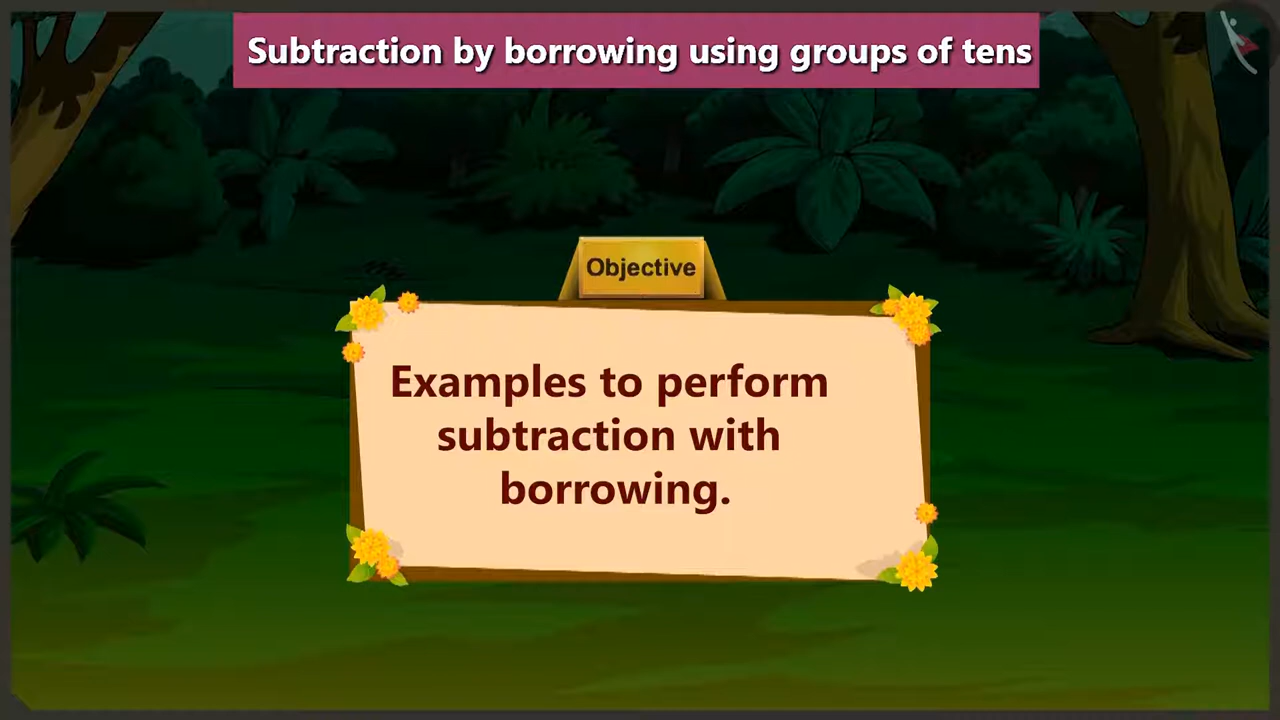 Subtraction by borrowing using groups of tens
Objective
Examples to perform
subtraction with
borrowing.